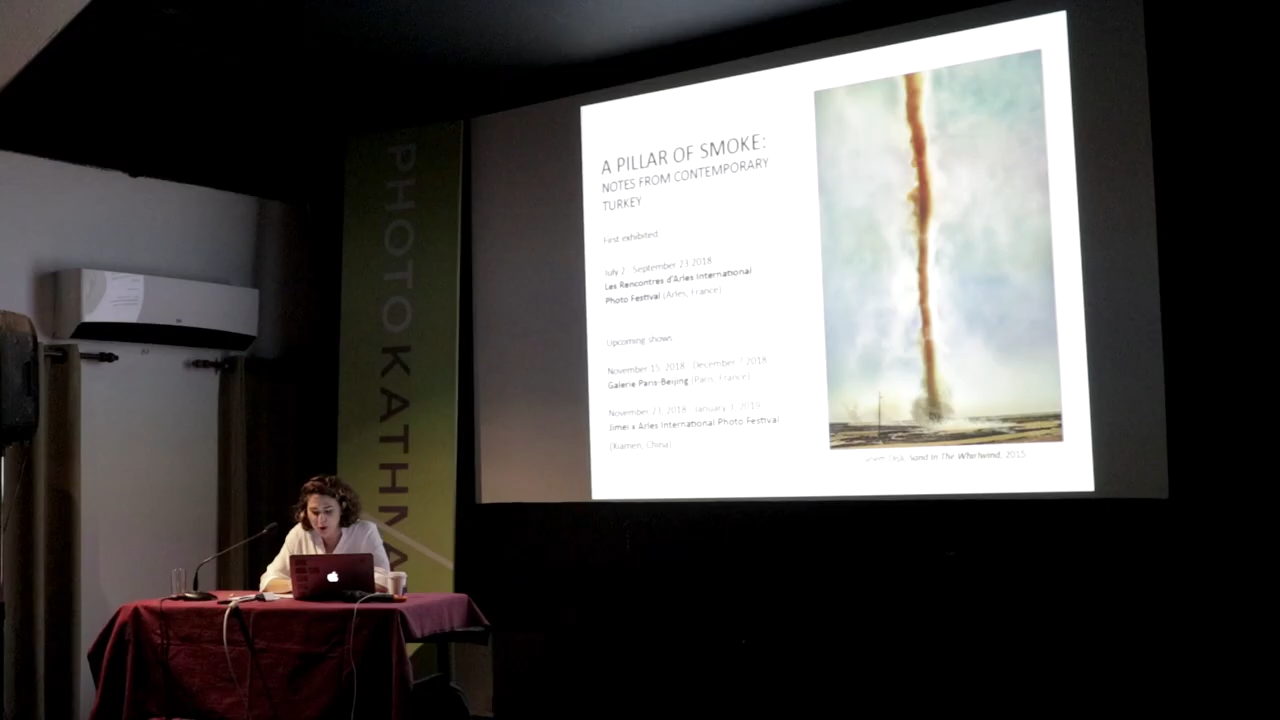 PHOTOKATHMA
A PILLAR OF SMOKE:
NOTES FROM CONTEMPORARY
TURKEY
First exhibited:
July 2 - September 23 2018
Les Rencontres d'Arles International
Photo Festival (Arles, France)
Upcoming shows
November 15, 2018 - December 7 2018
Galerie Paris-Beijing (Paris, France)
November 23, 2018 - January 3, 2019
Jimei x Arles International Photo Festival
(Xiamen, China)
Sand In The Whirlwind, 2015